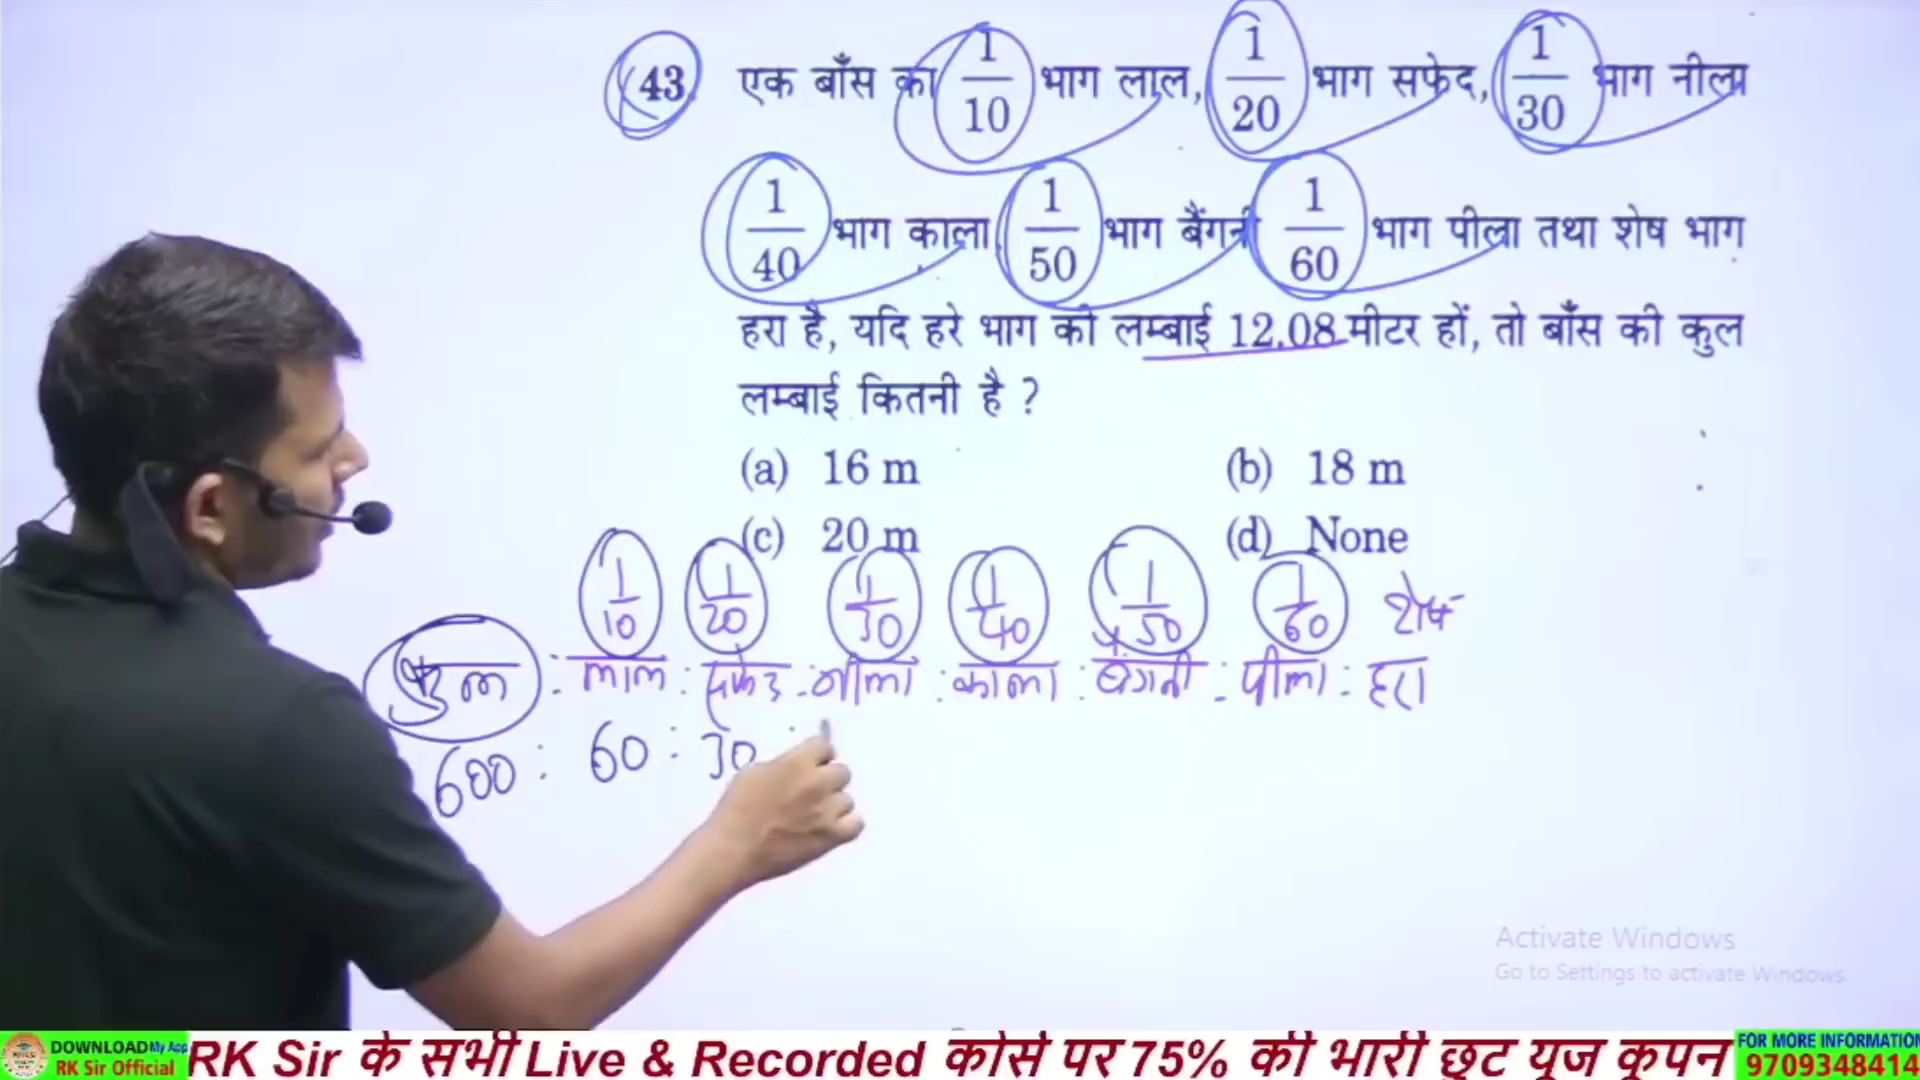 43. एक बाँस का 1/10 भाग लाल, 1/20 भाग सफेद, 1/30 भाग नीला
1/40 भाग काला 1/50 भाग बैंगनी 1/60 भाग पीला तथा शेष भाग
हरा है, यदि हरे भाग की लम्बाई 12.08 मीटर हों, तो बाँस की कुल
लम्बाई कितनी है ?
(a) 16 m (b) 18 m
(c) 20 m (d) None
1/10 1/20 1/30 1/40 1/50 1/60 शेष
कुल : लाल : सफेद : नीला : काला : बैंगनी : पीला : हरा
600 : 60 : 30 :
Activate Windows
Go to Settings to activate Windows.
DOWNLOAD My App
RK Sir Official
RK Sir के सभी Live & Recorded कोर्स पर 75% की भारी छुट यूज कूपन
FOR MORE INFORMATION
9709348414